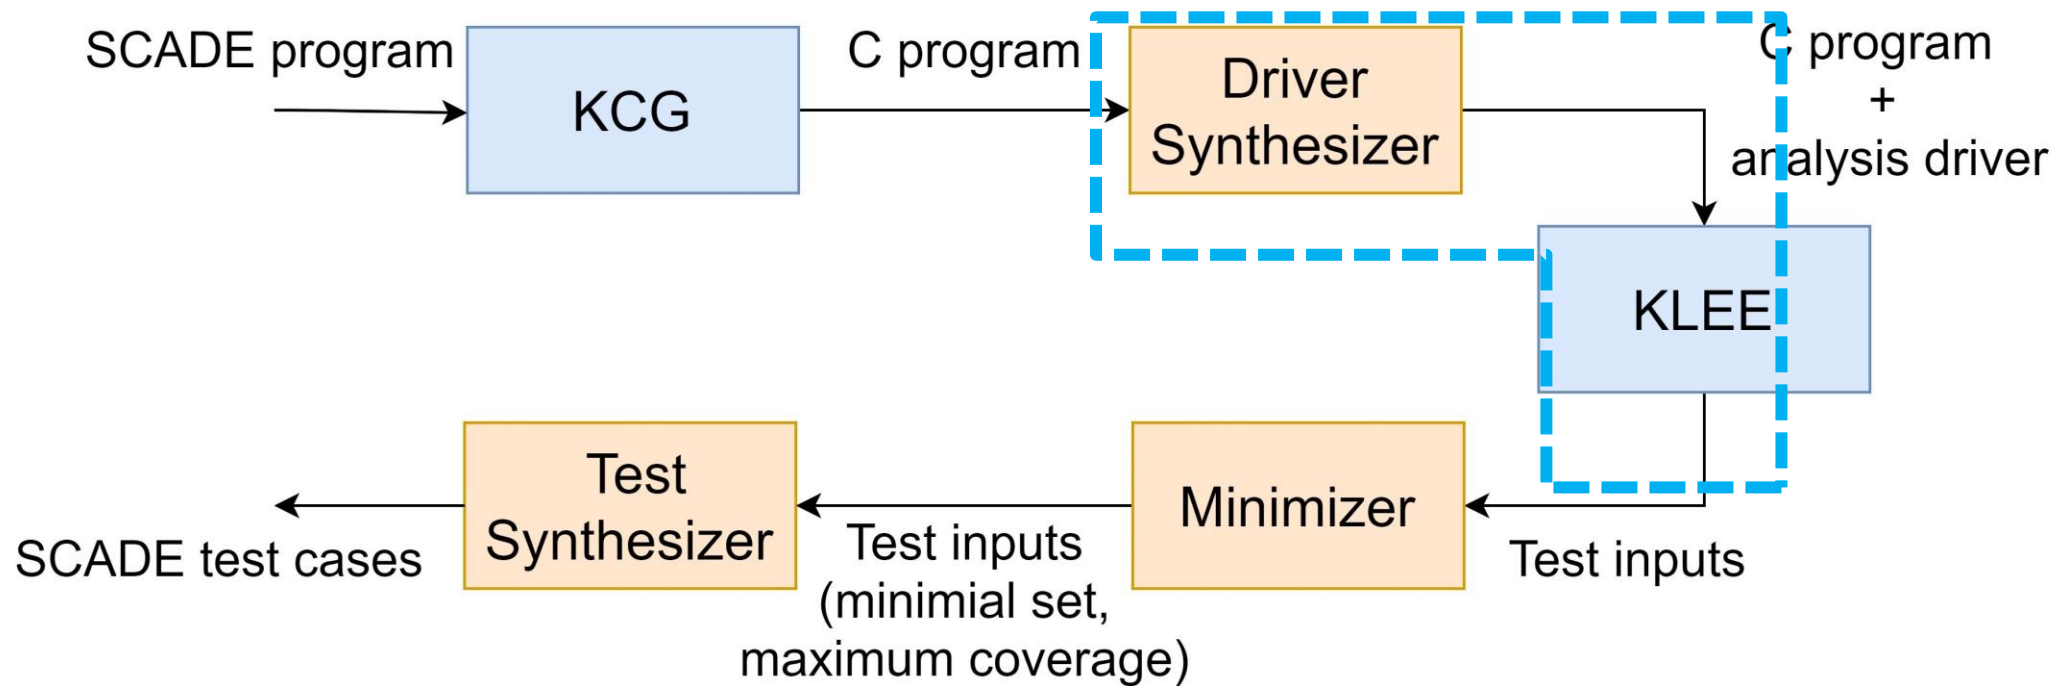 SCADE program
KCG
C program
Driver
Synthesizer
C program
+
analysis driver
KLEE
Test inputs
Minimizer
Test inputs
(minimial set,
maximum coverage)
Test
Synthesizer
SCADE test cases